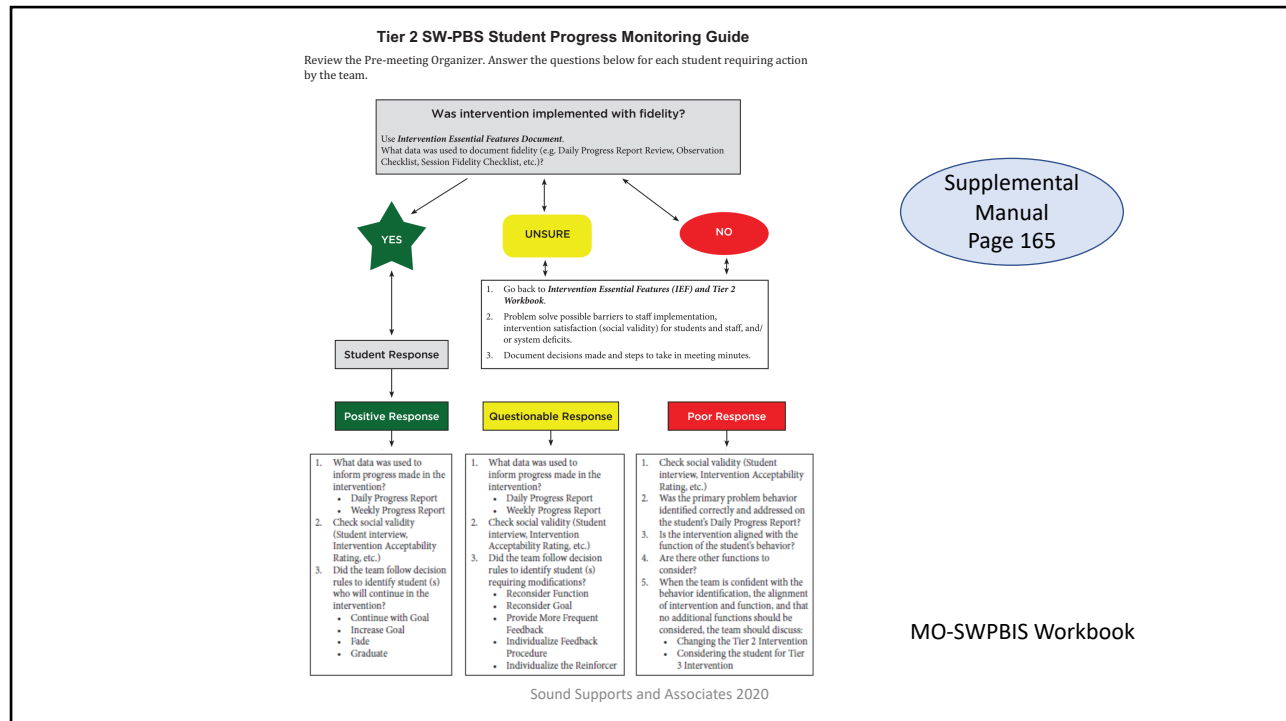 Tier 2 SW-PBS Student Progress Monitoring Guide
Review the Pre-meeting Organizer. Answer the questions below for each student requiring action
by the team.
Was intervention implemented with fidelity?
Use Intervention Essential Features Document.
What data was used to document fidelity (e.g. Daily Progress Report Review, Observation
Checklist, Session Fidelity Checklist, etc.)?
Supplemental
Manual
Page 165
YES
UNSURE
NO
1. Go back to Intervention Essential Features (IEF) and Tier 2
Workbook.
2. Problem solve possible barriers to staff implementation,
intervention satisfaction (social validity) for students and staff, and/
or system deficits.
3. Document decisions made and steps to take in meeting minutes.
Student Response
Positive Response
1. What data was used to
inform progress made in the
intervention?
• Daily Progress Report
• Weekly Progress Report
2. Check social validity
(Student interview,
Intervention Acceptability
Rating, etc.)
3. Did the team follow decision
rules to identify student (s)
who will continue in the
intervention?
• Continue with Goal
• Increase Goal
• Fade
• Graduate
Questionable Response
1. What data was used to
inform progress made in the
intervention?
• Daily Progress Report
• Weekly Progress Report
2. Check social validity (Student
interview, Intervention
Acceptability Rating, etc.)
3. Did the team follow decision
rules to identify student (s)
requiring modifications?
• Reconsider Function
• Reconsider Goal
• Provide More Frequent
Feedback
• Individualize Feedback
Procedure
• Individualize the Reinforcer
Poor Response
1. Check social validity (Student
interview, Intervention Acceptability
Rating, etc.)
2. Was the primary problem behavior
identified correctly and addressed on
the student's Daily Progress Report?
3. Is the intervention aligned with the
function of the student's behavior?
4. Are there other functions to
consider?
5. When the team is confident with the
behavior identification, the alignment
of intervention and function, and that
no additional functions should be
considered, the team should discuss:
• Changing the Tier 2 Intervention
• Considering the student for Tier
3 Intervention
MO-SWPBIS Workbook
Sound Supports and Associates 2020